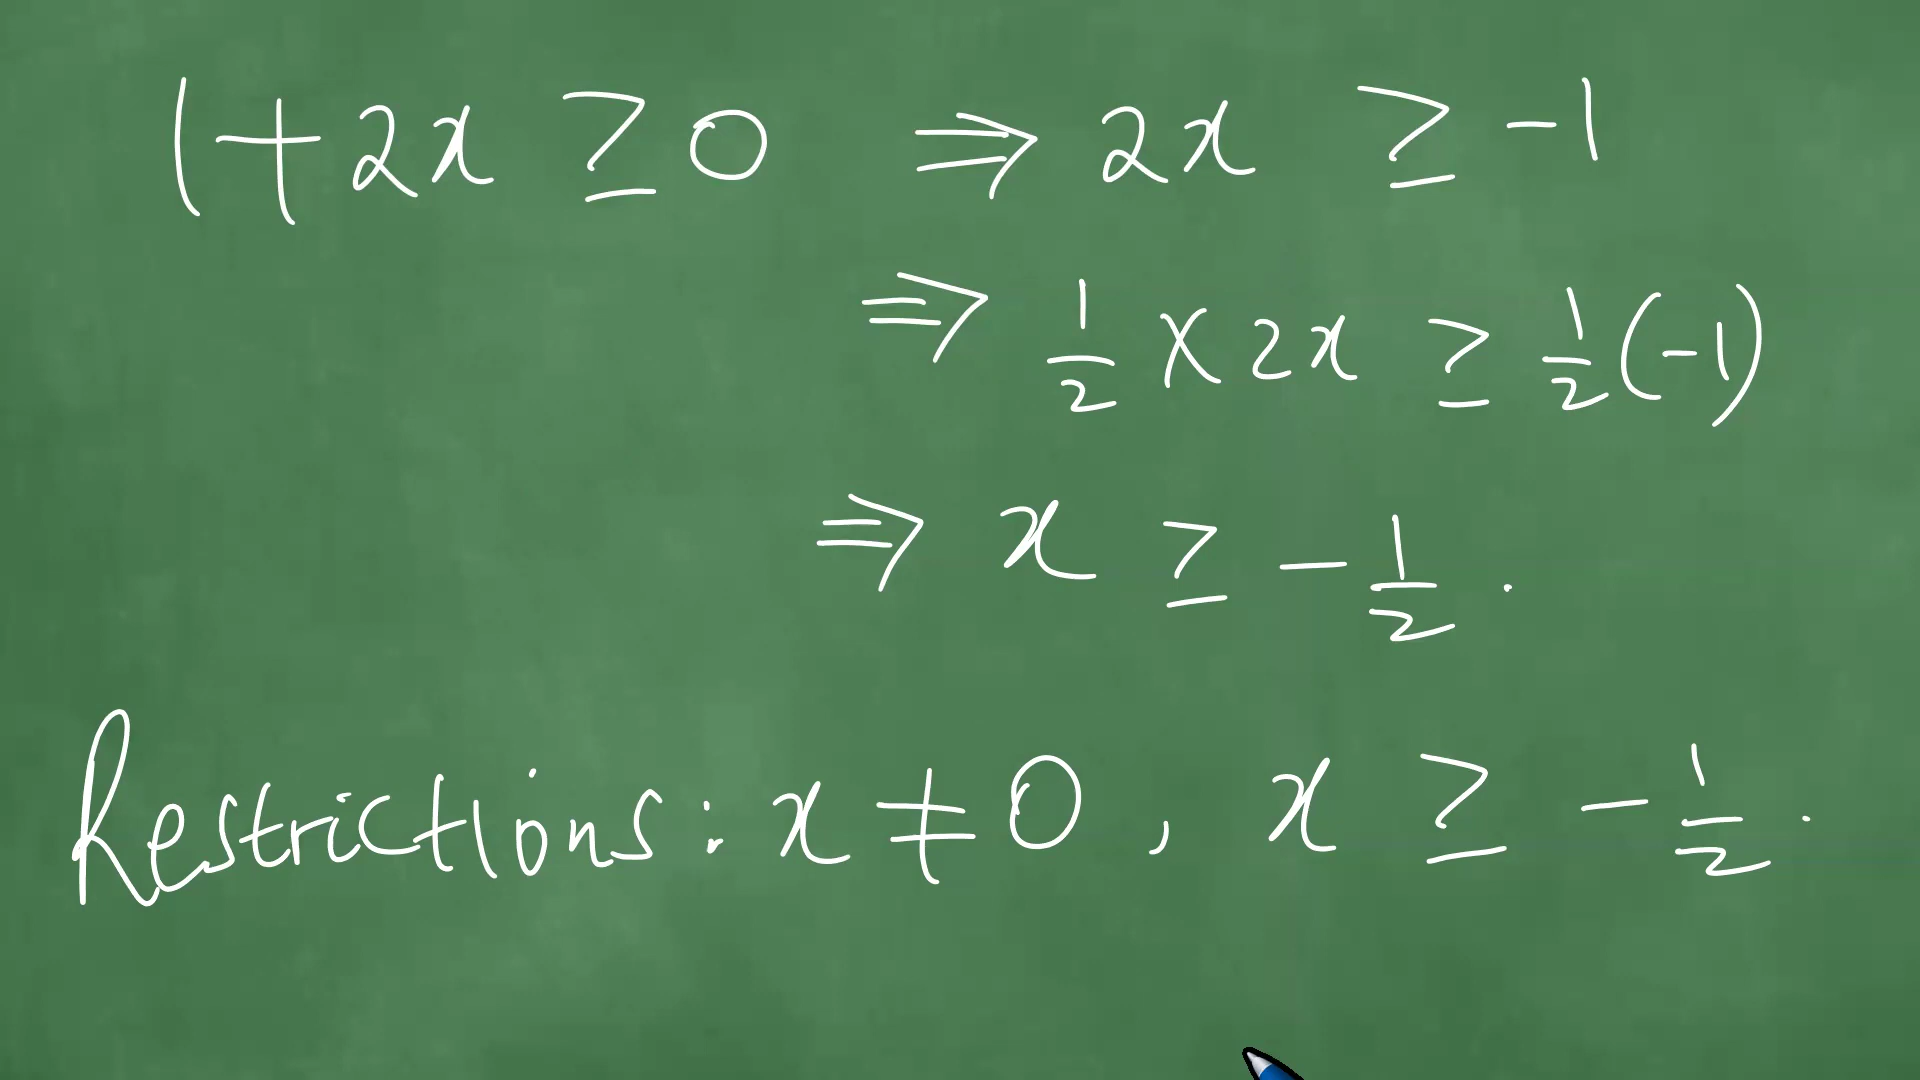 1 + 2x ≥ 0 ⇒ 2x ≥ -1
⇒ 1/2 × 2x ≥ 1/2 (-1)
⇒ x ≥ - 1/2 .
Restrictions: x ≠ 0 , x ≥ - 1/2 .